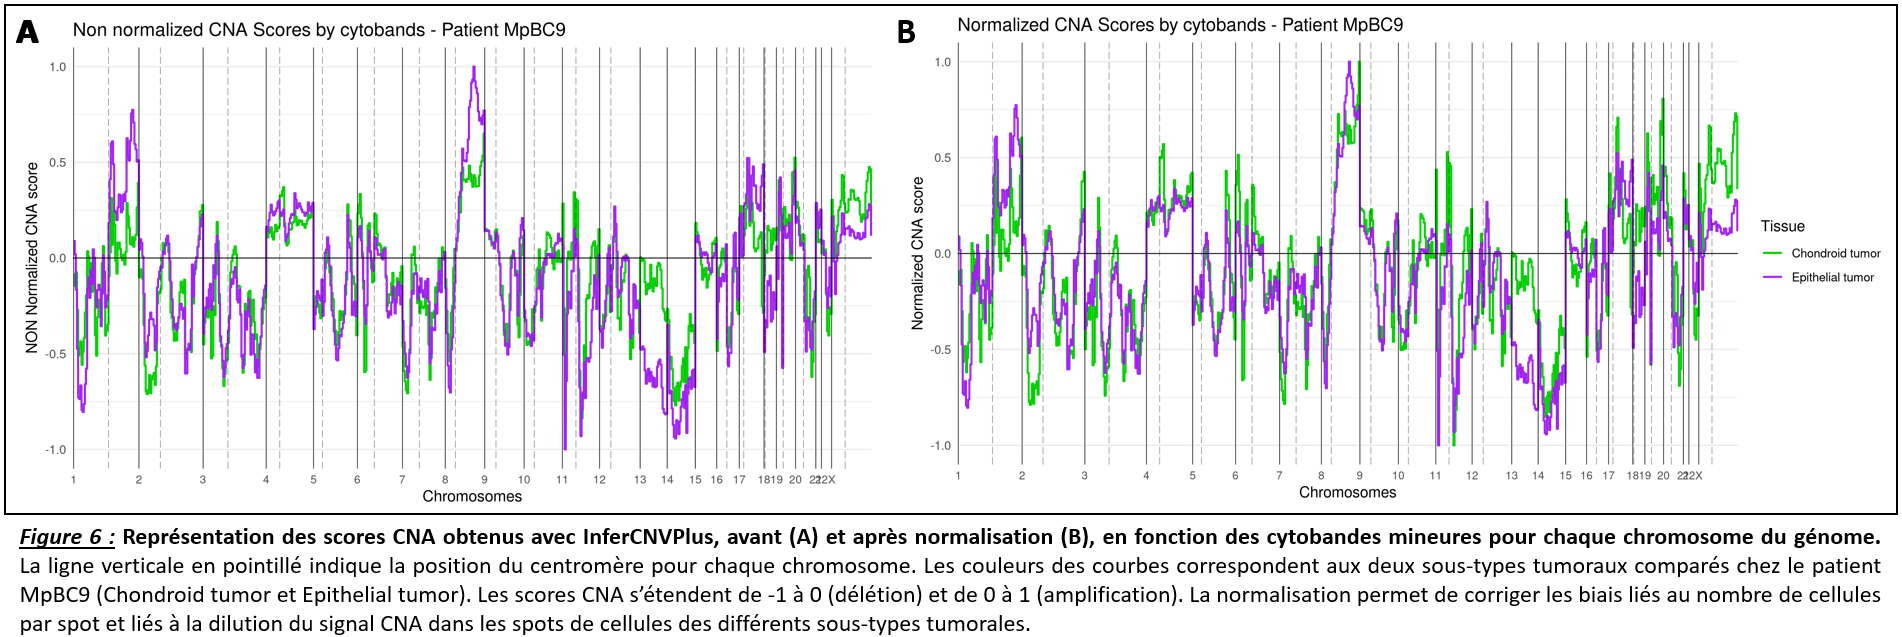 A
Non normalized CNA Scores by cytobands - Patient MpBC9
NON Normalized CNA score
1.0
0.5
0.0
-0.5
-1.0
1 2 3 4 5 6 7 8 9 10 11 12 13 14 15 16 17 18 19 20 21 22 X
Chromosomes
B
Normalized CNA Scores by cytobands - Patient MpBC9
Normalized CNA score
1.0
0.5
0.0
-0.5
-1.0
1 2 3 4 5 6 7 8 9 10 11 12 13 14 15 16 17 18 19 20 21 22 X
Chromosomes
Tissue
Chondroid tumor
Epithelial tumor
Figure 6 : Représentation des scores CNA obtenus avec InferCNVPlus, avant (A) et après normalisation (B), en fonction des cytobandes mineures pour chaque chromosome du génome.
La ligne verticale en pointillé indique la position du centromère pour chaque chromosome. Les couleurs des courbes correspondent aux deux sous-types tumoraux comparés chez le patient
MpBC9 (Chondroid tumor et Epithelial tumor). Les scores CNA s’étendent de -1 à 0 (délétion) et de 0 à 1 (amplification). La normalisation permet de corriger les biais liés au nombre de cellules
par spot et liés à la dilution du signal CNA dans les spots de cellules des différents sous-types tumorales.